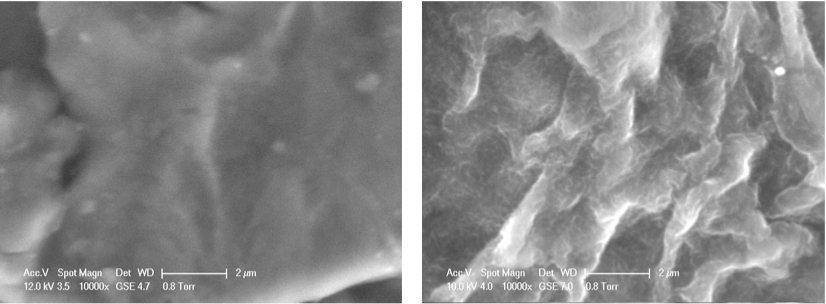 Acc.V Spot Magn Det WD 2 µm
12.0 kV 3.5 10000x GSE 4.7 0.8 Torr
Acc.V Spot Magn Det WD 2 µm
10.0 kV 4.0 10000x GSE 7.0 0.8 Torr